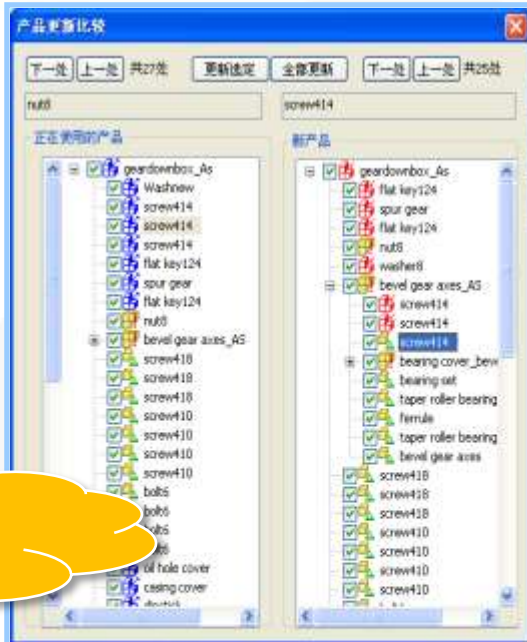 产品更新比较
下一处 上一处 共27处 更新选定 全部更新 下一处 上一处 共25处
nut8
screw414
正在使用的产品
geardownbox_As
Washnew
screw414
screw414
screw414
flat key124
spur gear
flat key124
nut8
bevel gear axes_AS
screw418
screw418
screw418
screw410
screw410
screw410
screw410
bolt6
bolt6
bolt6
bolt6
oil hole cover
casing cover
dipstick
新产品
geardownbox_As
flat key124
spur gear
flat key124
nut8
washer8
bevel gear axes_AS
screw414
screw414
screw414
bearing cover_bew
bearing set
taper roller bearing
ferrule
taper roller bearing
bevel gear axes
screw418
screw418
screw418
screw410
screw410
screw410
screw410